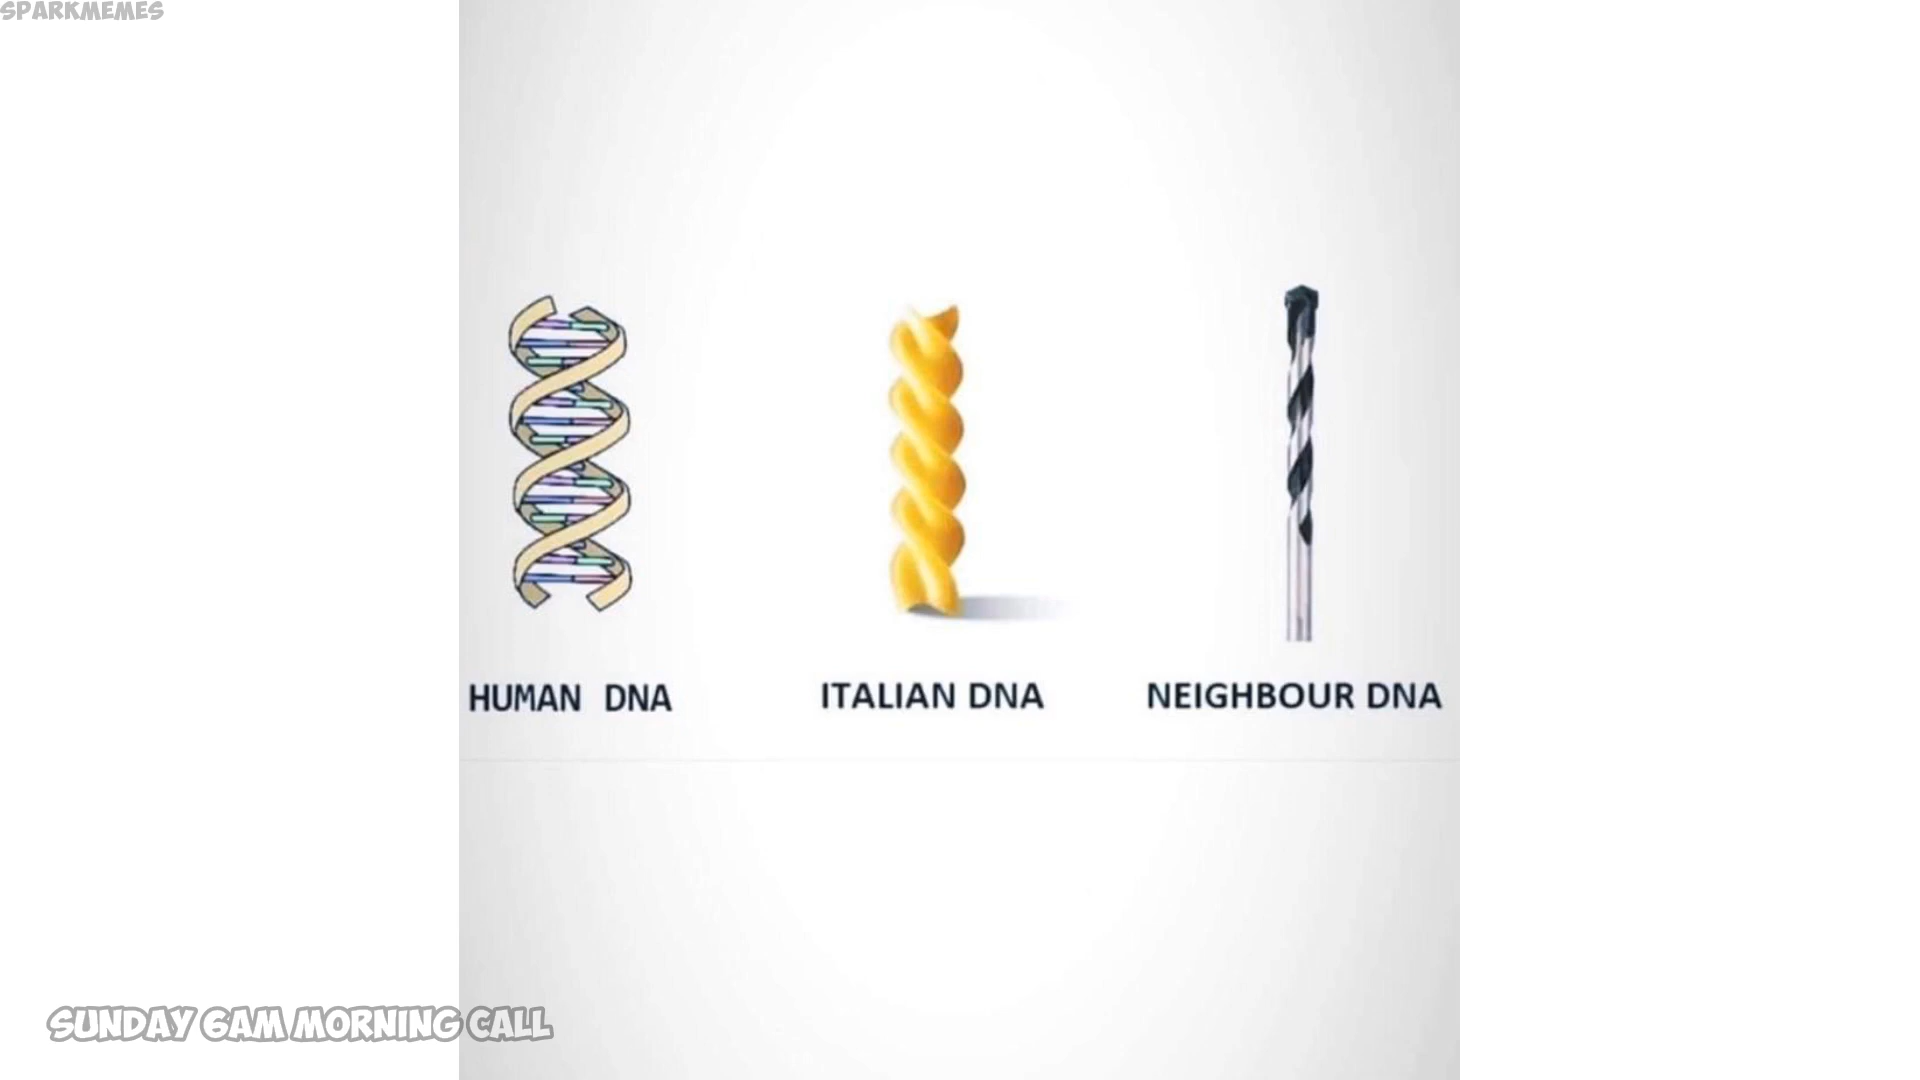 SPARKMEMES
HUMAN DNA
ITALIAN DNA
NEIGHBOUR DNA
SUNDAY 6AM MORNING CALL